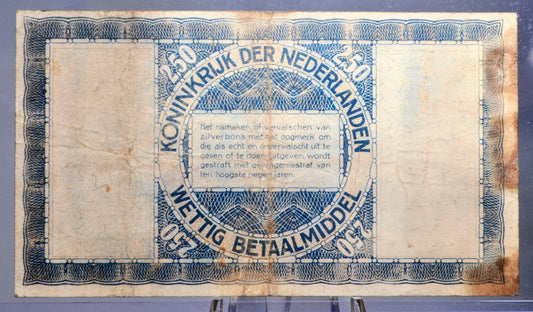 2.50
KONINKRIJK DER NEDERLANDEN
2.50
Het namaken of vervalschen van
zilverbons met het oogmerk om
die als echt en onvervalscht uit te
geven of te doen uitgeven, wordt
gestraft met gevangenisstraf van
ten hoogste negen jaren.
WETTIG BETAALMIDDEL
2.50
2.50